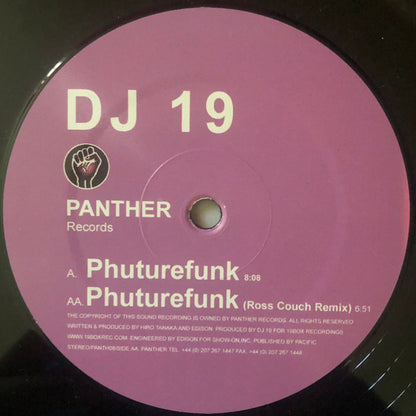 DJ 19
PANTHER
Records
A. Phuturefunk 8:08
AA. Phuturefunk (Ross Couch Remix) 6:51
THE COPYRIGHT OF THIS SOUND RECORDING IS OWNED BY PANTHER RECORDS. ALL RIGHTS RESERVED
WRITTEN & PRODUCED BY HIRO TANAKA AND EDISON. PRODUCED BY DJ 19 FOR 19BOX RECORDINGS
WWW.19BOXREC.COM. ENGINEERED BY EDISON FOR SHOW-ON,INC. PUBLISHED BY PACIFIC
STEREO/PANTH08/SIDE AA. PANTHER TEL. +44 (0) 207 267 1447 FAX. +44 (0) 207 267 1448